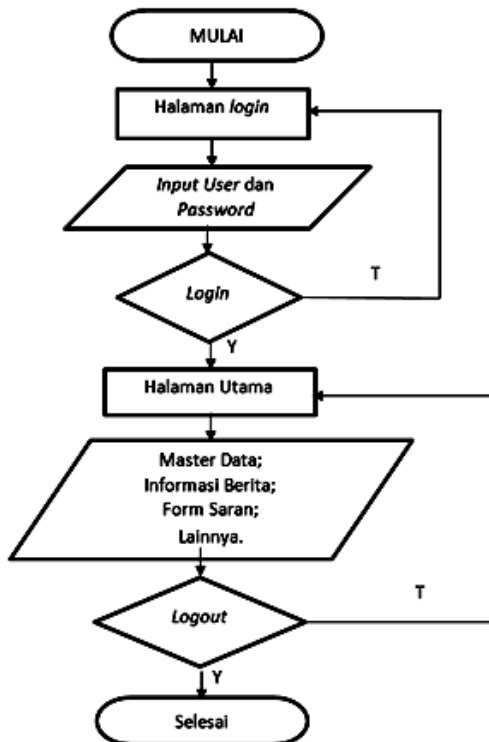 MULAI
Halaman login
Input User dan
Password
Login
T
Y
Halaman Utama
Master Data;
Informasi Berita;
Form Saran;
Lainnya.
Logout
T
Y
Selesai